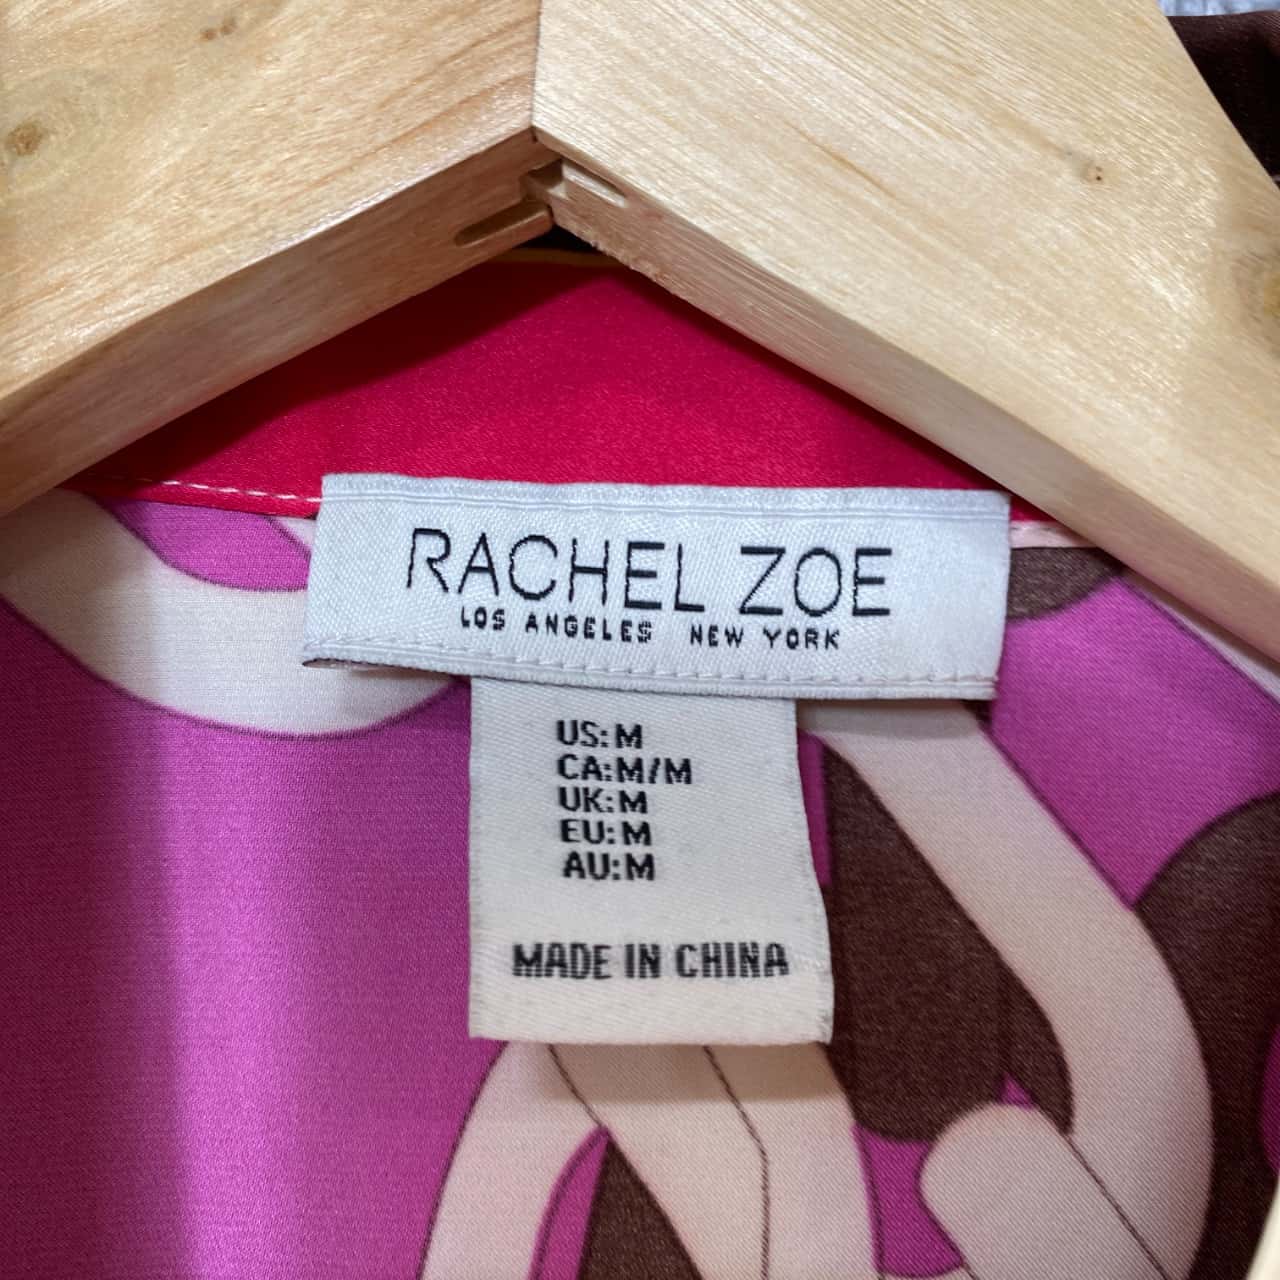 RACHEL ZOE
LOS ANGELES NEW YORK
US: M
CA: M/M
UK: M
EU: M
AU: M
MADE IN CHINA